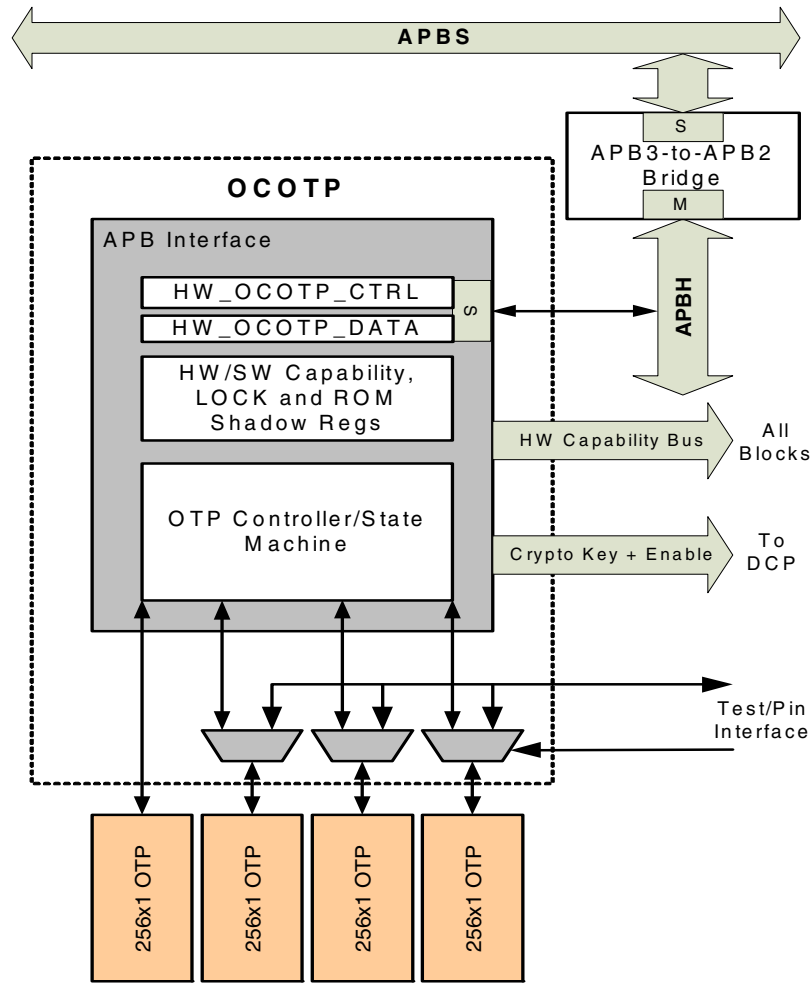 APBS
S
APB3-to-APB2
Bridge
M
OCOTP
APB Interface
HW_OCOTP_CTRL
HW_OCOTP_DATA
S
APBH
HW/SW Capability,
LOCK and ROM
Shadow Regs
HW Capability Bus
All
Blocks
OTP Controller/State
Machine
Crypto Key + Enable
To
DCP
Test/Pin
Interface
256x1 OTP
256x1 OTP
256x1 OTP
256x1 OTP